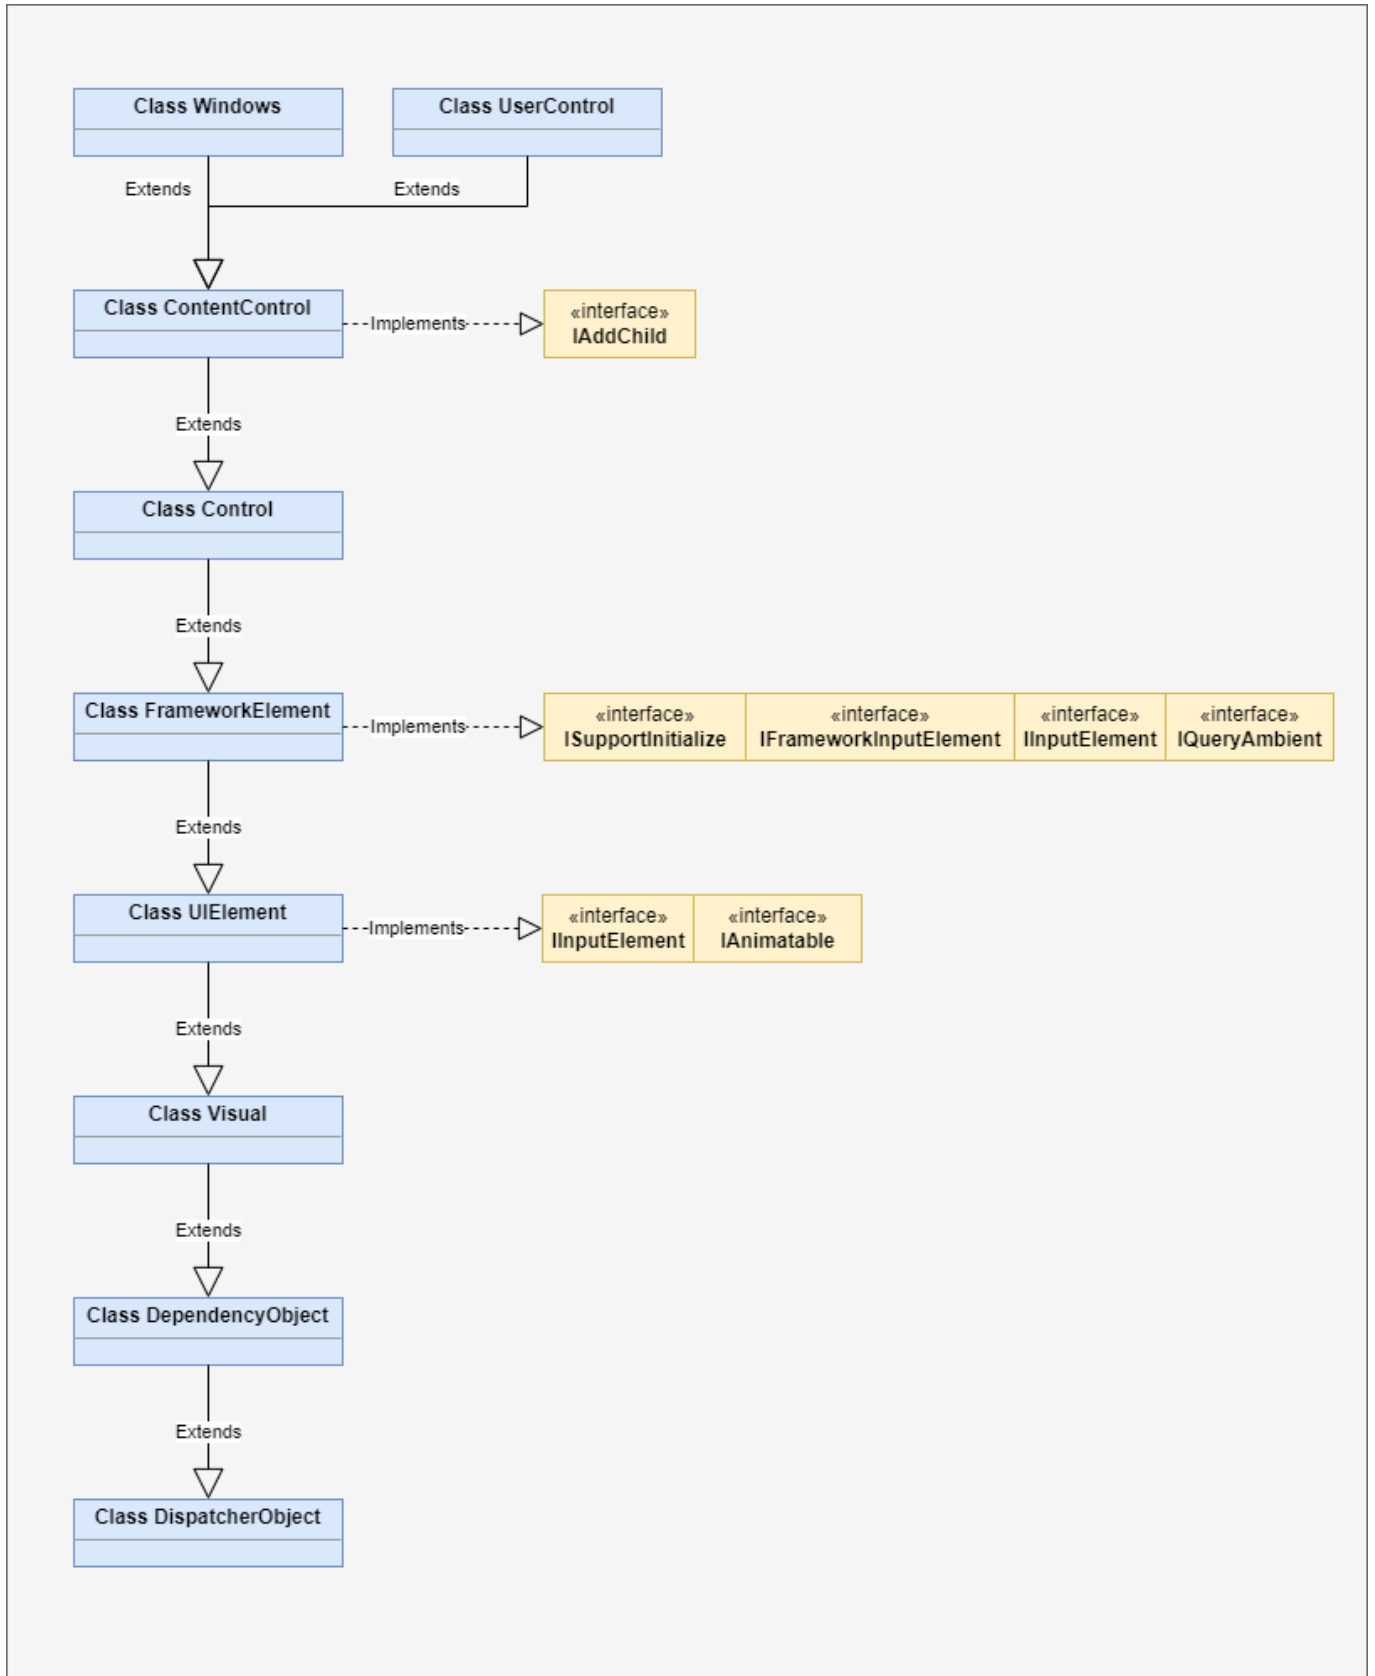 Class Windows
Class UserControl
Extends
Extends
Class ContentControl
Implements
«interface»
IAddChild
Extends
Class Control
Extends
Class FrameworkElement
Implements
«interface»
ISupportInitialize
«interface»
IFrameworkInputElement
«interface»
IInputElement
«interface»
IQueryAmbient
Extends
Class UIElement
Implements
«interface»
IInputElement
«interface»
IAnimatable
Extends
Class Visual
Extends
Class DependencyObject
Extends
Class DispatcherObject